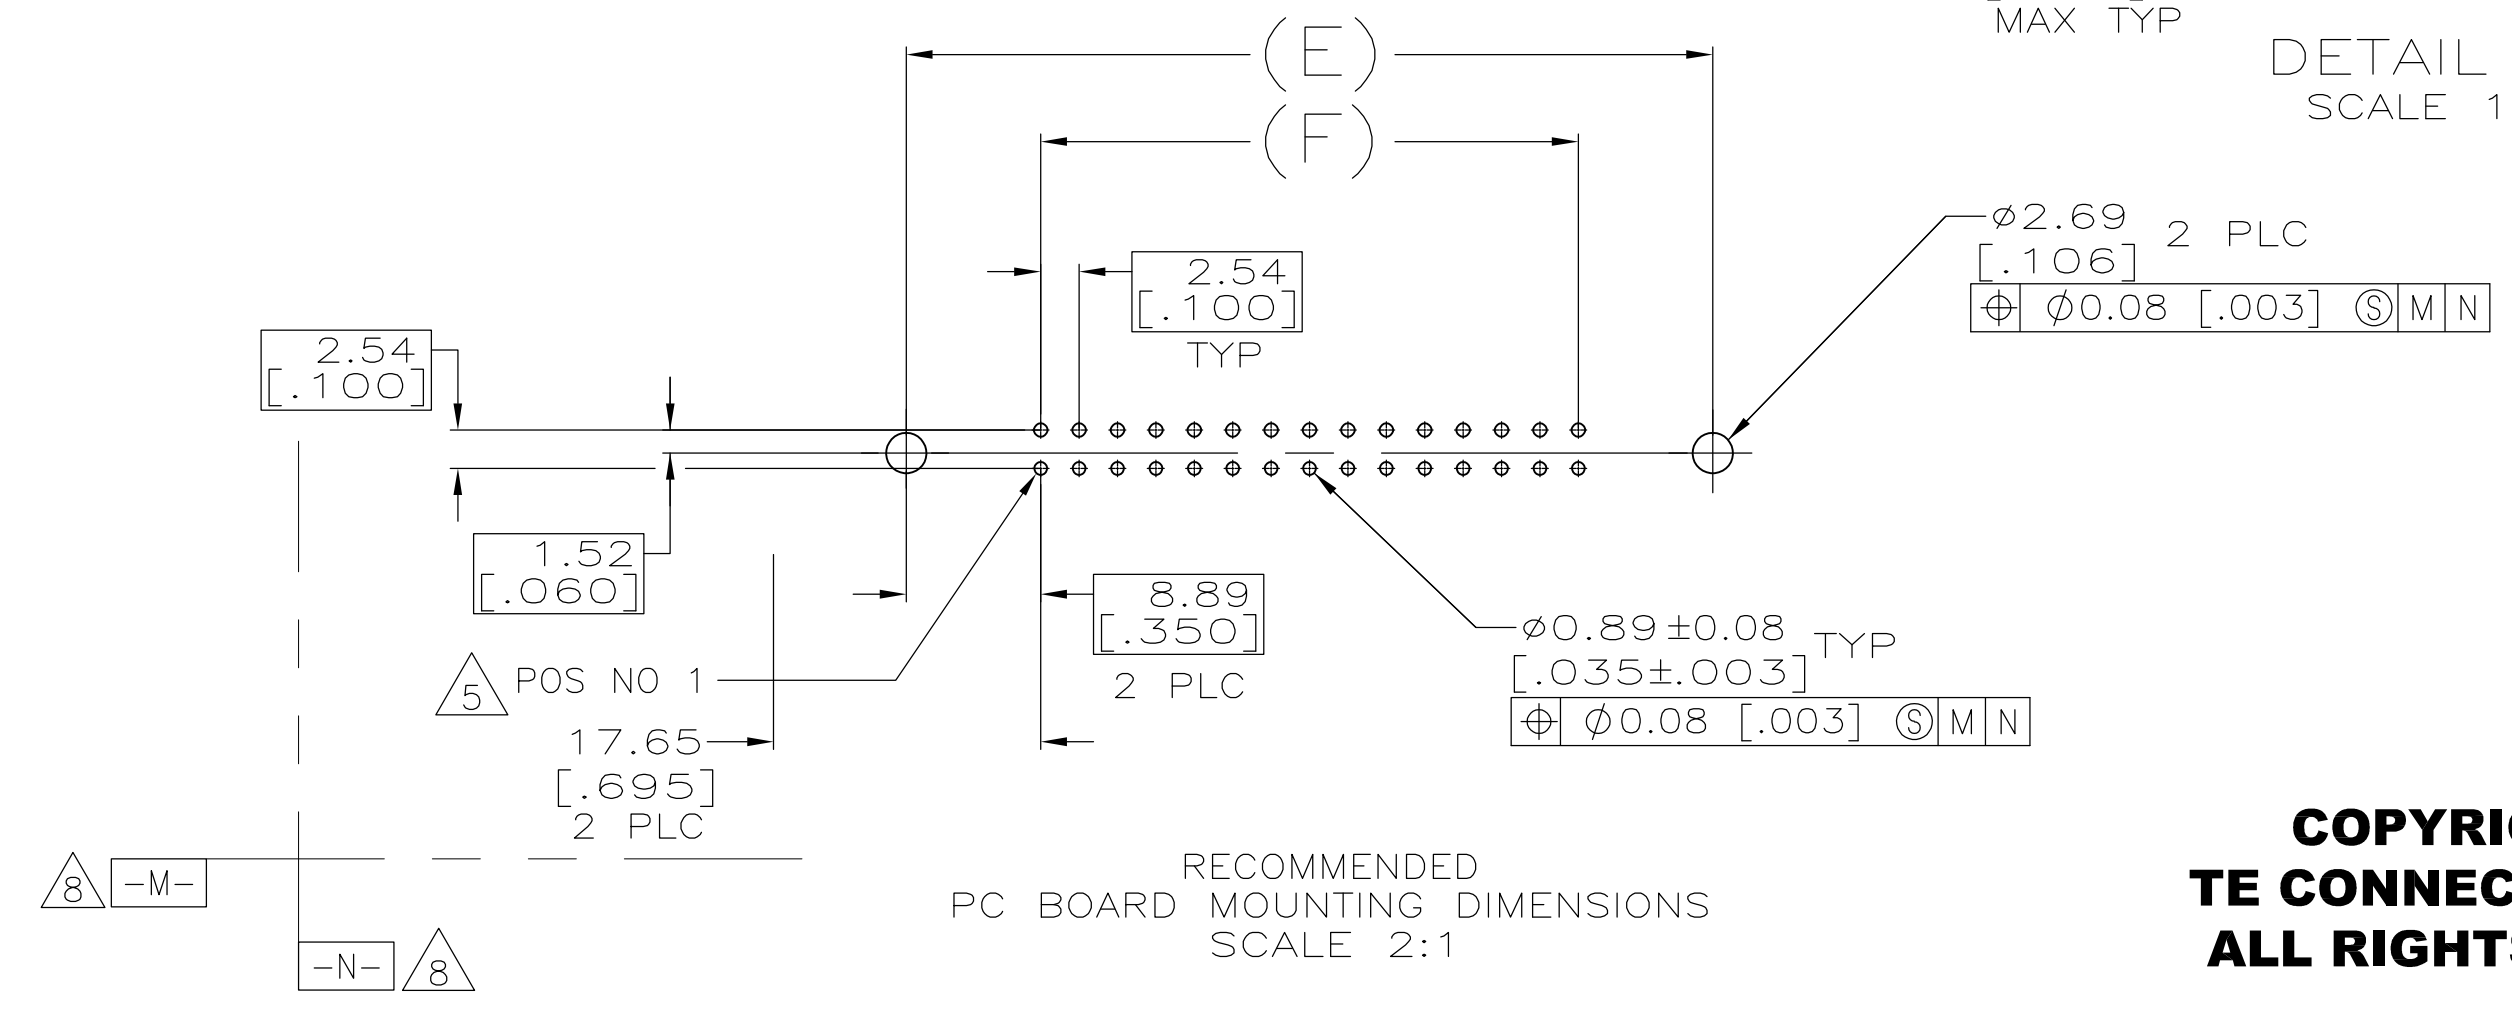 MAX TYP
DETAIL
SCALE 1
(E)
(F)
2.54
[.100]
TYP
⌀2.69
[.106]
2 PLC
⌖ ⌀0.08 [.003] Ⓢ M N
2.54
[.100]
1.52
[.060]
8.89
[.350]
2 PLC
5 POS NO 1
17.65
[.695]
2 PLC
⌀0.89±0.08
[.035±.003]
TYP
⌖ ⌀0.08 [.003] Ⓢ M N
8 -M-
-N- 8
RECOMMENDED
PC BOARD MOUNTING DIMENSIONS
SCALE 2:1
COPYRIG
TE CONNEC
ALL RIGHTS